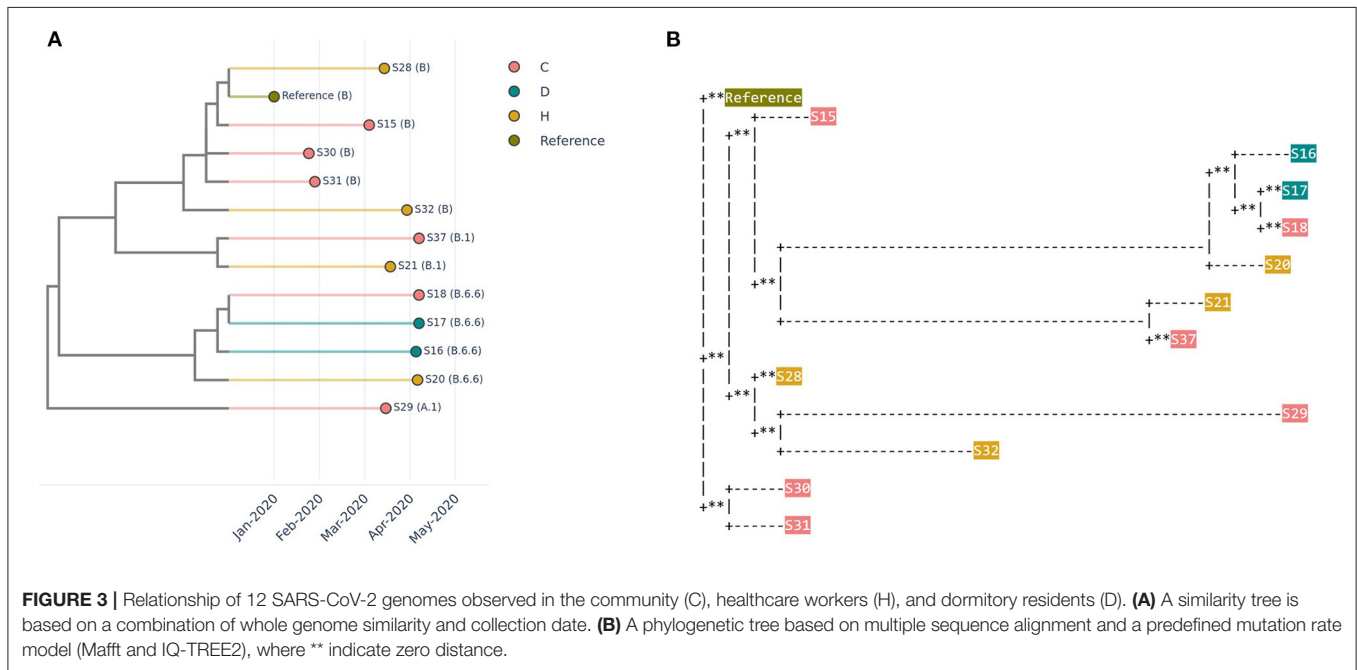 A
S28 (B)
Reference (B)
S15 (B)
S30 (B)
S31 (B)
S32 (B)
S37 (B.1)
S21 (B.1)
S18 (B.6.6)
S17 (B.6.6)
S16 (B.6.6)
S20 (B.6.6)
S29 (A.1)
Jan-2020
Feb-2020
Mar-2020
Apr-2020
May-2020
C
D
H
Reference
B
+**Reference
+------S15
+**
+------S16
+**
+**S17
+**
+**S18
+------S20
+------S21
+**
+**S37
+**
+**S28
+**
+**
S29
S32
+------S30
+**
+------S31
FIGURE 3 | Relationship of 12 SARS-CoV-2 genomes observed in the community (C), healthcare workers (H), and dormitory residents (D). (A) A similarity tree is
based on a combination of whole genome similarity and collection date. (B) A phylogenetic tree based on multiple sequence alignment and a predefined mutation rate
model (Mafft and IQ-TREE2), where ** indicate zero distance.